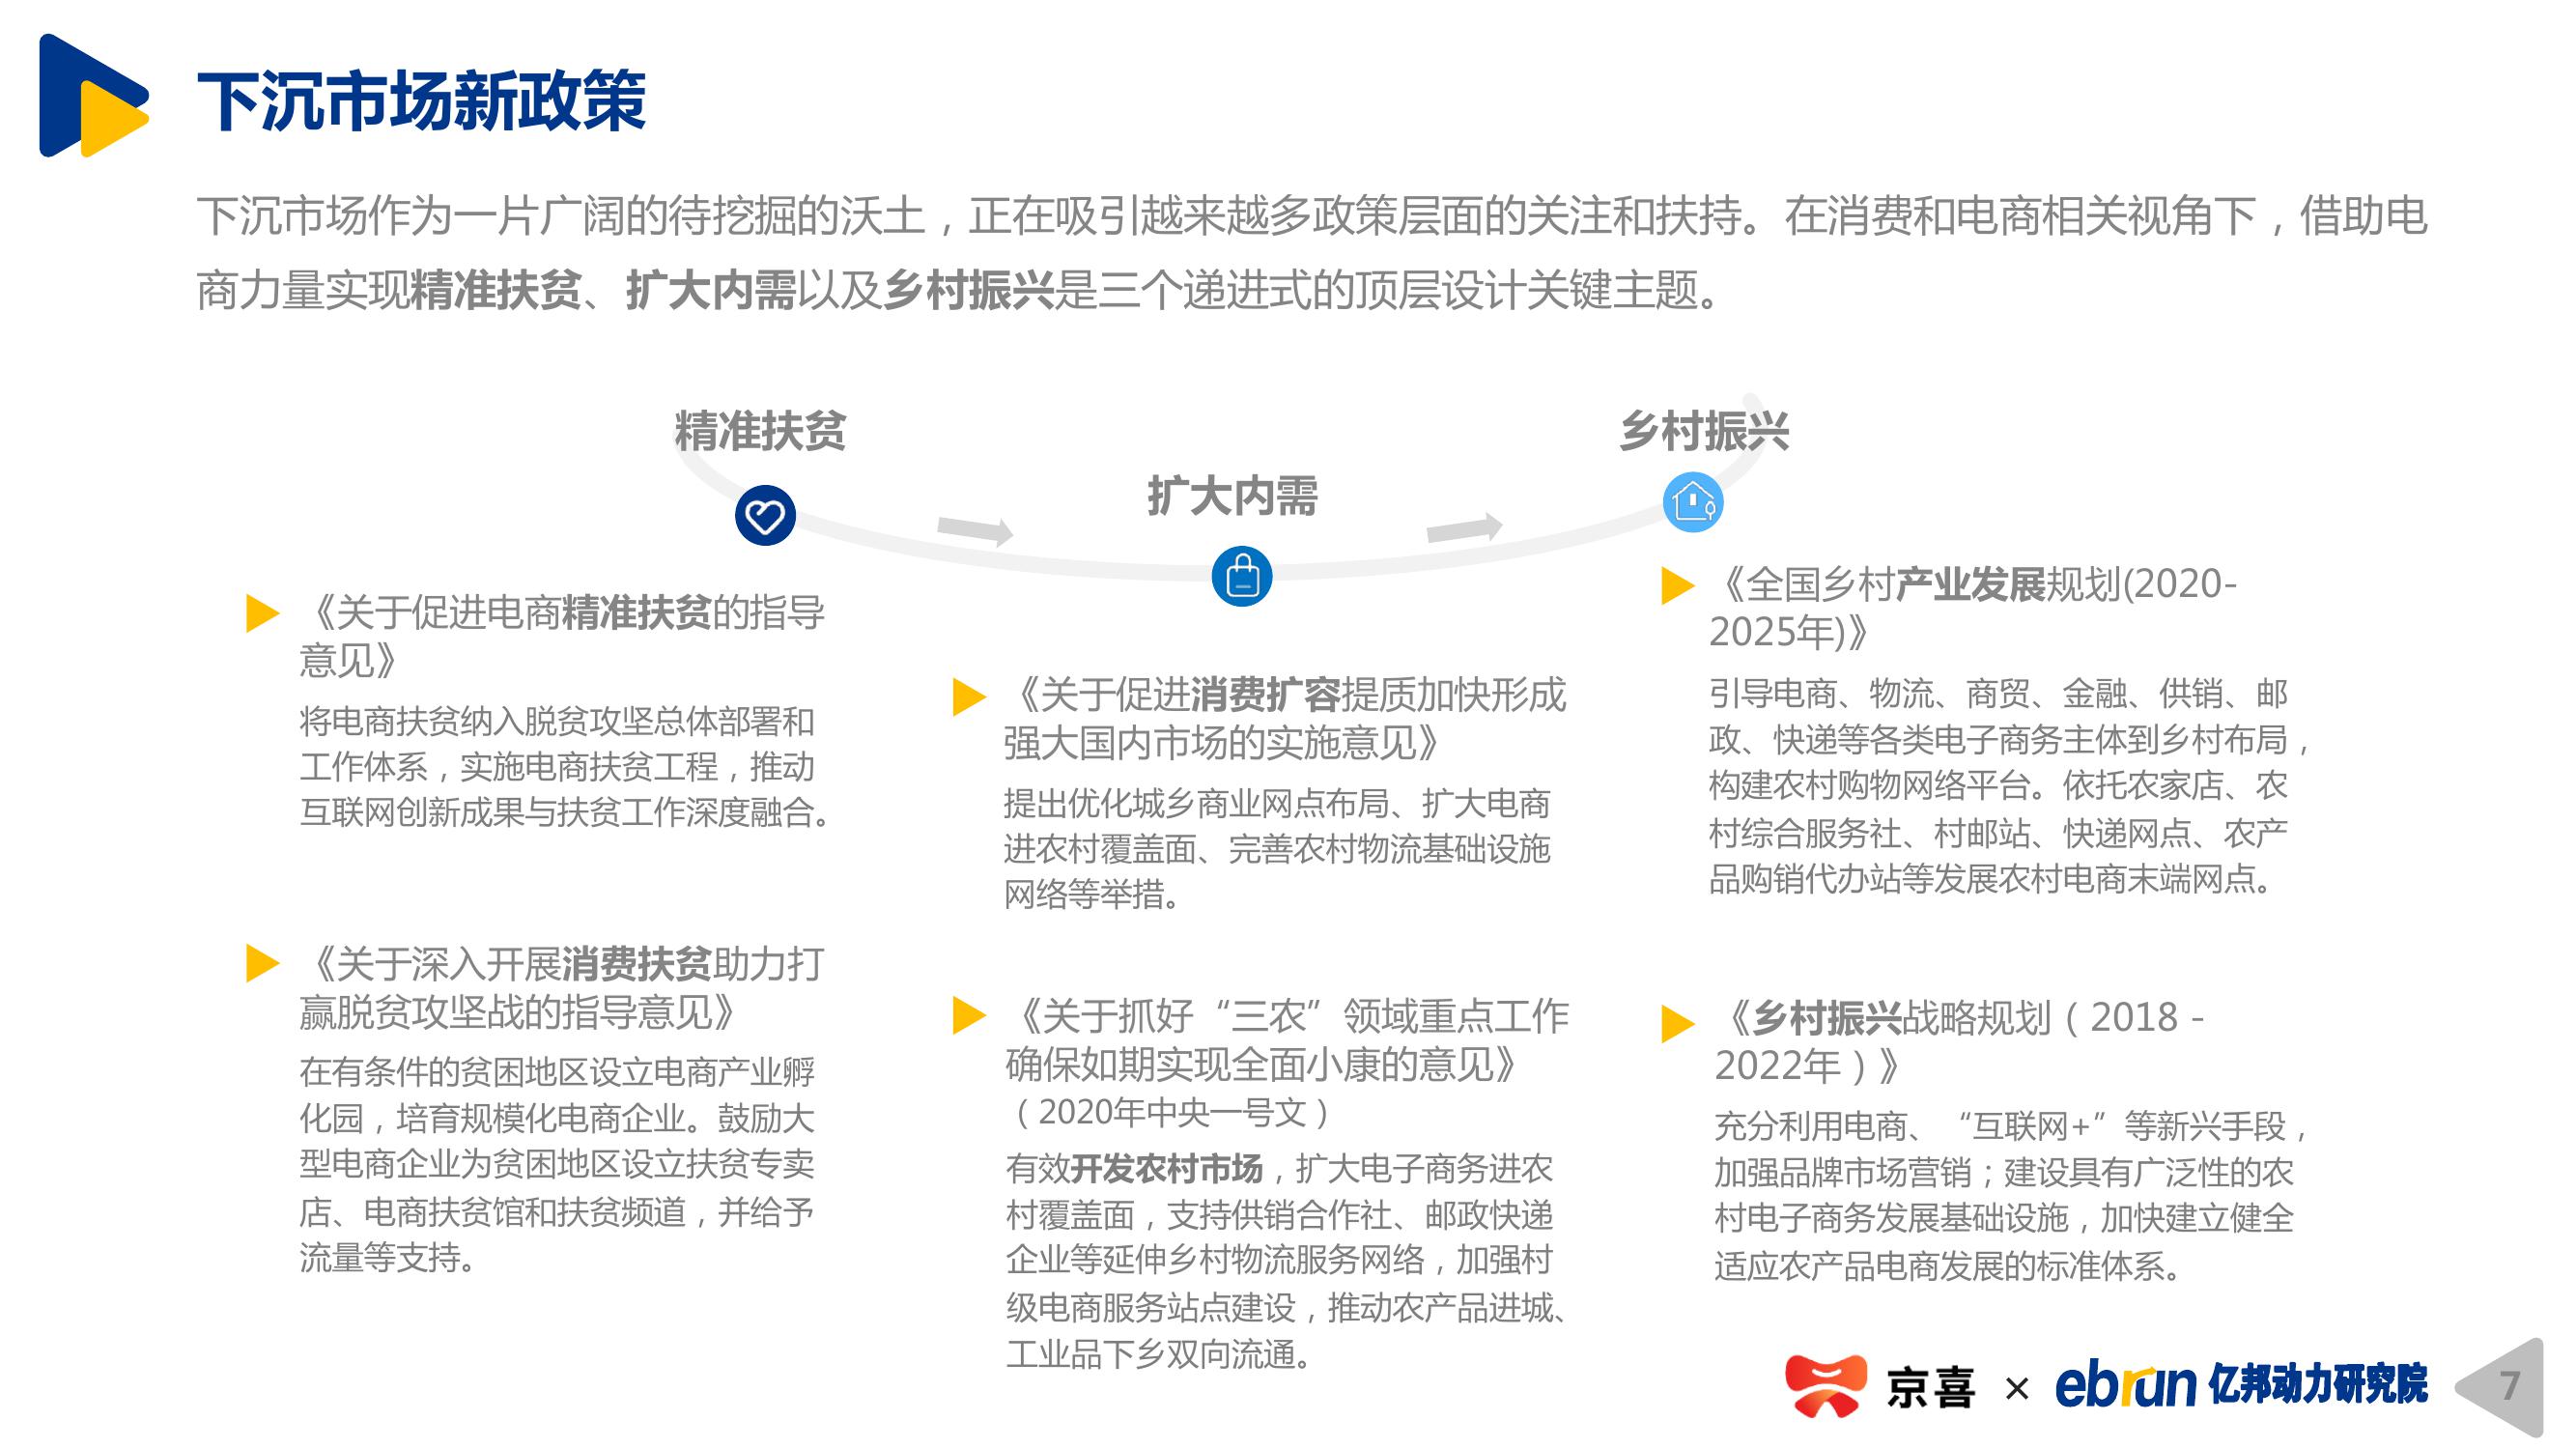 下沉市场新政策
下沉市场作为一片广阔的待挖掘的沃土，正在吸引越来越多政策层面的关注和扶持。在消费和电商相关视角下，借助电
商力量实现精准扶贫、扩大内需以及乡村振兴是三个递进式的顶层设计关键主题。
精准扶贫
《关于促进电商精准扶贫的指导
意见》
将电商扶贫纳入脱贫攻坚总体部署和
工作体系，实施电商扶贫工程，推动
互联网创新成果与扶贫工作深度融合。
《关于深入开展消费扶贫助力打
赢脱贫攻坚战的指导意见》
在有条件的贫困地区设立电商产业孵
化园，培育规模化电商企业。鼓励大
型电商企业为贫困地区设立扶贫专卖
店、电商扶贫馆和扶贫频道，并给予
流量等支持。
扩大内需
《关于促进消费扩容提质加快形成
强大国内市场的实施意见》
提出优化城乡商业网点布局、扩大电商
进农村覆盖面、完善农村物流基础设施
网络等举措。
《关于抓好“三农”领域重点工作
确保如期实现全面小康的意见》
（2020年中央一号文）
有效开发农村市场，扩大电子商务进农
村覆盖面，支持供销合作社、邮政快递
企业等延伸乡村物流服务网络，加强村
级电商服务站点建设，推动农产品进城、
工业品下乡双向流通。
乡村振兴
《全国乡村产业发展规划(2020-
2025年)》
引导电商、物流、商贸、金融、供销、邮
政、快递等各类电子商务主体到乡村布局，
构建农村购物网络平台。依托农家店、农
村综合服务社、村邮站、快递网点、农产
品购销代办站等发展农村电商末端网点。
《乡村振兴战略规划（2018-
2022年）》
充分利用电商、“互联网+”等新兴手段，
加强品牌市场营销；建设具有广泛性的农
村电子商务发展基础设施，加快建立健全
适应农产品电商发展的标准体系。
京喜 × ebrun 亿邦动力研究院
7